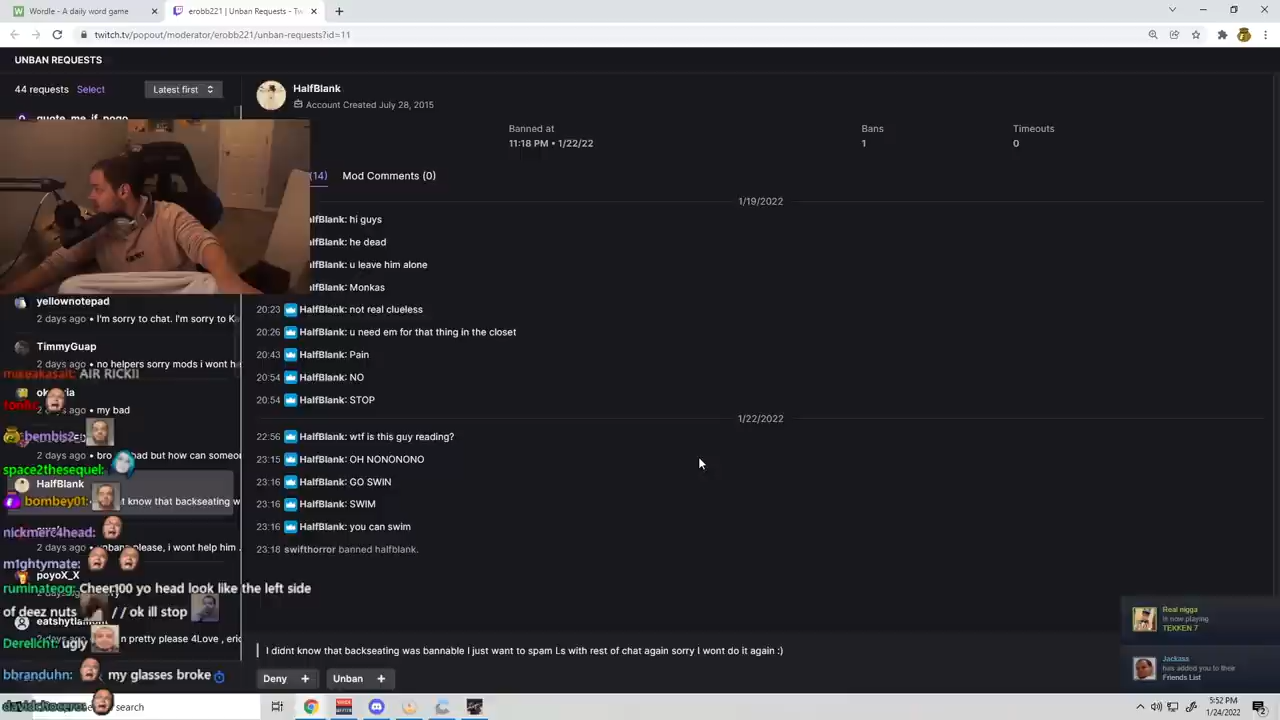 Wordle - A daily word game
erobb221 | Unban Requests - Tw
twitch.tv/popout/moderator/erobb221/unban-requests?id=11
UNBAN REQUESTS
44 requests Select Latest first
quote_me_if_pogo
HalfBlank
Account Created July 28, 2015
Banned at Bans Timeouts
11:18 PM • 1/22/22 1 0
(14) Mod Comments (0)
1/19/2022
lfBlank: hi guys
lfBlank: he dead
lfBlank: u leave him alone
lfBlank: Monkas
20:23 HalfBlank: not real clueless
20:26 HalfBlank: u need em for that thing in the closet
20:43 HalfBlank: Pain
20:54 HalfBlank: NO
20:54 HalfBlank: STOP
1/22/2022
22:56 HalfBlank: wtf is this guy reading?
23:15 HalfBlank: OH NONONONO
23:16 HalfBlank: GO SWIN
23:16 HalfBlank: SWIM
23:16 HalfBlank: you can swim
23:18 swifthorror banned halfblank.
I didnt know that backseating was bannable I just want to spam Ls with rest of chat again sorry I wont do it again :)
Deny + Unban +
yellownotepad
2 days ago • I'm sorry to chat. I'm sorry to K
TimmyGuap
2 days ago • no helpers sorry mods i wont h
AIR RICK!!
2 days ago • my bad
bembis2:
2 days ago • bro bad but how can someo
space2thesequel:
HalfBlank
bombey01: t know that backseating w
nickmerc4head:
2 days ago • unban please, i wont help him .
m1ghtymate:
poyoX_X
ruminateog: Cheer100 yo head look like the left side
of deez nuts // ok ill stop
n pretty please 4Love , eric
Derelicht: ugly
bbranduhn: my glasses broke
search
Real nigga
is now playing
TEKKEN 7
Jackass
has added you to their
Friends List
5:52 PM
1/24/2022
2